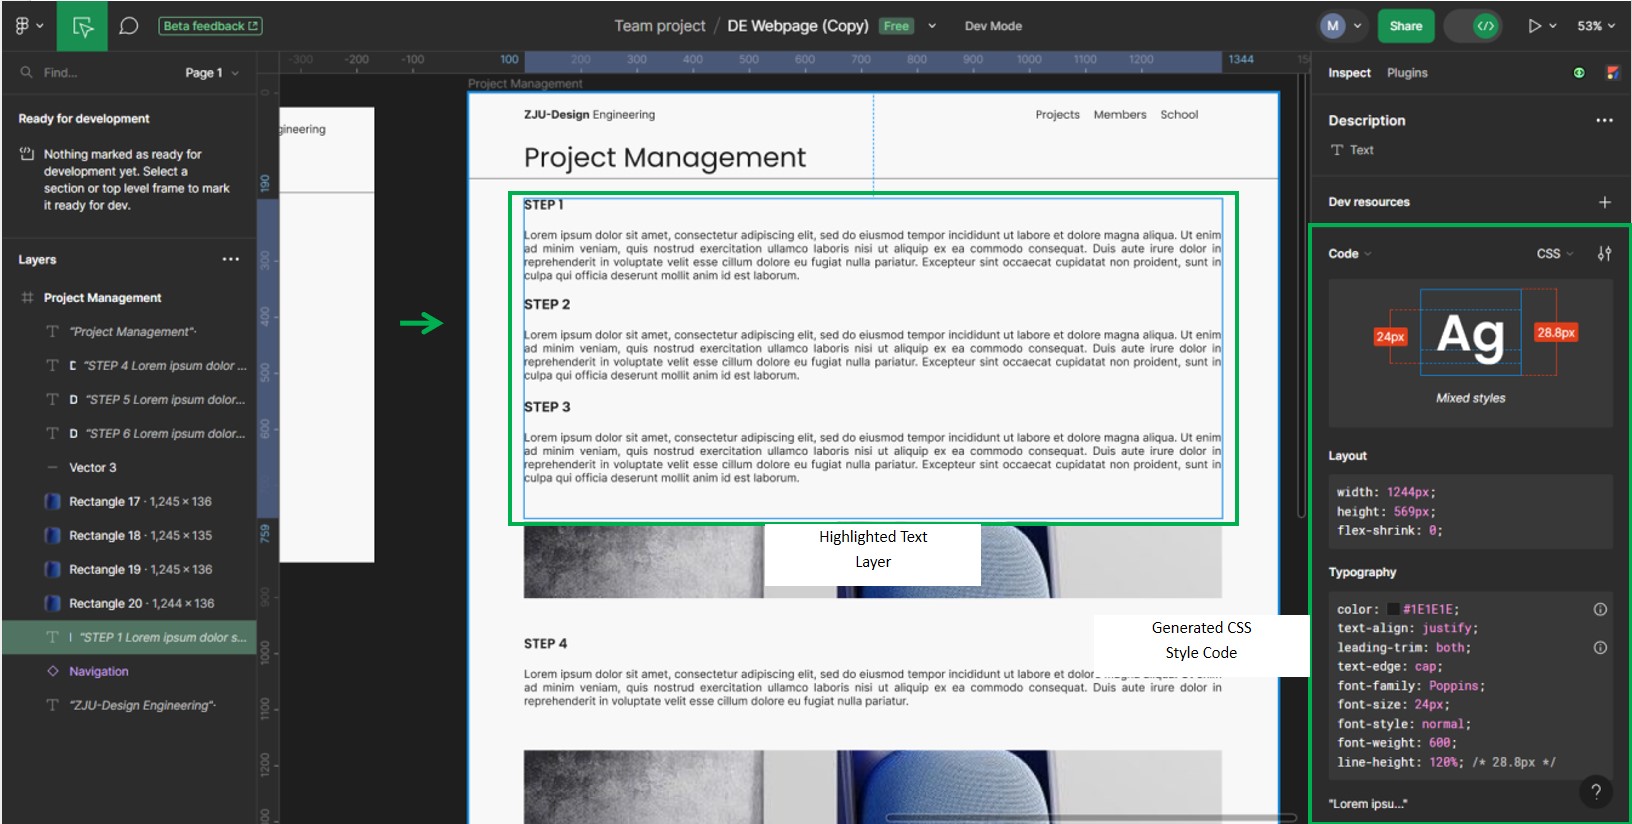 Beta feedback
Team project / DE Webpage (Copy) Free
Dev Mode
M
Share
53%
Find...
Page 1
Ready for development
Nothing marked as ready for
development yet. Select a
section or top level frame to mark
it ready for dev.
Layers
Project Management
"Project Management"·
"STEP 4 Lorem ipsum dolor ...
D "STEP 5 Lorem ipsum dolor...
D "STEP 6 Lorem ipsum dolor...
Vector 3
Rectangle 17 · 1,245 × 136
Rectangle 18 · 1,245 × 135
Rectangle 19 · 1,245 × 136
Rectangle 20 · 1,244 × 136
"STEP 1 Lorem ipsum dolor s...
Navigation
"ZJU-Design Engineering"·
-300 -200 -100 100 200 300 400 500 600 700 800 900 1000 1100 1200 1344
0
190
300
400
500
600
759
900
1000
1100
1200
gineering
Project Management
ZJU-Design Engineering
Projects Members School
Project Management
STEP 1
Lorem ipsum dolor sit amet, consectetur adipiscing elit, sed do eiusmod tempor incididunt ut labore et dolore magna aliqua. Ut enim
ad minim veniam, quis nostrud exercitation ullamco laboris nisi ut aliquip ex ea commodo consequat. Duis aute irure dolor in
reprehenderit in voluptate velit esse cillum dolore eu fugiat nulla pariatur. Excepteur sint occaecat cupidatat non proident, sunt in
culpa qui officia deserunt mollit anim id est laborum.
STEP 2
Lorem ipsum dolor sit amet, consectetur adipiscing elit, sed do eiusmod tempor incididunt ut labore et dolore magna aliqua. Ut enim
ad minim veniam, quis nostrud exercitation ullamco laboris nisi ut aliquip ex ea commodo consequat. Duis aute irure dolor in
reprehenderit in voluptate velit esse cillum dolore eu fugiat nulla pariatur. Excepteur sint occaecat cupidatat non proident, sunt in
culpa qui officia deserunt mollit anim id est laborum.
STEP 3
Lorem ipsum dolor sit amet, consectetur adipiscing elit, sed do eiusmod tempor incididunt ut labore et dolore magna aliqua. Ut enim
ad minim veniam, quis nostrud exercitation ullamco laboris nisi ut aliquip ex ea commodo consequat. Duis aute irure dolor in
reprehenderit in voluptate velit esse cillum dolore eu fugiat nulla pariatur. Excepteur sint occaecat cupidatat non proident, sunt in
culpa qui officia deserunt mollit anim id est laborum.
Highlighted Text
Layer
STEP 4
Lorem ipsum dolor sit amet, consectetur adipiscing elit, sed do eiusmod tempor incididunt ut labore et dolore magna aliqua. Ut enim
ad minim veniam, quis nostrud exercitation ullamco laboris nisi ut aliquip ex ea commodo consequat. Duis aute irure dolor in
reprehenderit in voluptate velit esse cillum dolore eu fugiat nulla pariatur.
Generated CSS
Style Code
Inspect Plugins
Description
Text
Dev resources
Code
CSS
24px
Ag
28.8px
Mixed styles
Layout
width: 1244px;
height: 569px;
flex-shrink: 0;
Typography
color: #1E1E1E;
text-align: justify;
leading-trim: both;
text-edge: cap;
font-family: Poppins;
font-size: 24px;
font-style: normal;
font-weight: 600;
line-height: 120%; /* 28.8px */
"Lorem ipsu..."
?